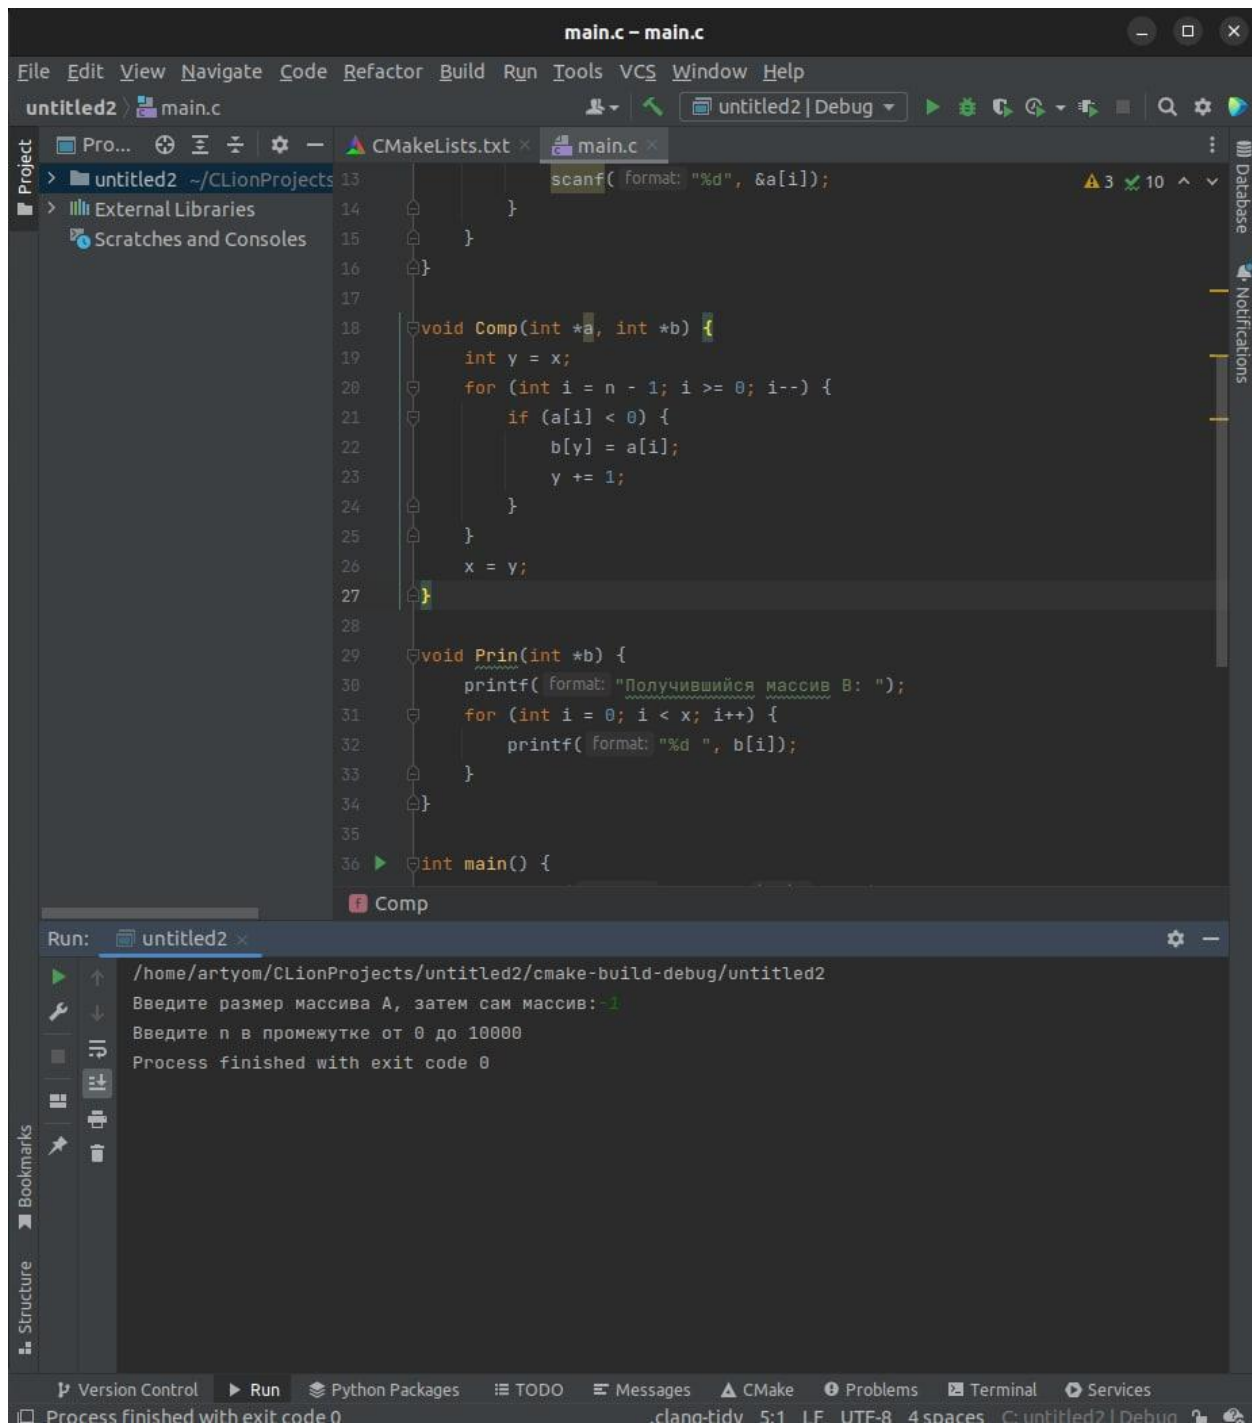 main.c – main.c
File Edit View Navigate Code Refactor Build Run Tools VCS Window Help
untitled2 main.c untitled2 | Debug
Project
Pro... CMakeLists.txt main.c
untitled2 ~/CLionProjects
External Libraries
Scratches and Consoles
13 scanf( format: "%d", &a[i]);
3 10
14 }
15 }
16 }
17
18 void Comp(int *a, int *b) {
19 int y = x;
20 for (int i = n - 1; i >= 0; i--) {
21 if (a[i] < 0) {
22 b[y] = a[i];
23 y += 1;
24 }
25 }
26 x = y;
27 }
28
29 void Prin(int *b) {
30 printf( format: "Получившийся массив B: ");
31 for (int i = 0; i < x; i++) {
32 printf( format: "%d ", b[i]);
33 }
34 }
35
36 int main() {
f Comp
Database
Notifications
Run: untitled2
/home/artyom/CLionProjects/untitled2/cmake-build-debug/untitled2
Введите размер массива A, затем сам массив:-1
Введите n в промежутке от 0 до 10000
Process finished with exit code 0
Bookmarks
Structure
Version Control Run Python Packages TODO Messages CMake Problems Terminal Services
Process finished with exit code 0 .clang-tidy 5:1 LF UTF-8 4 spaces C: untitled2 | Debug